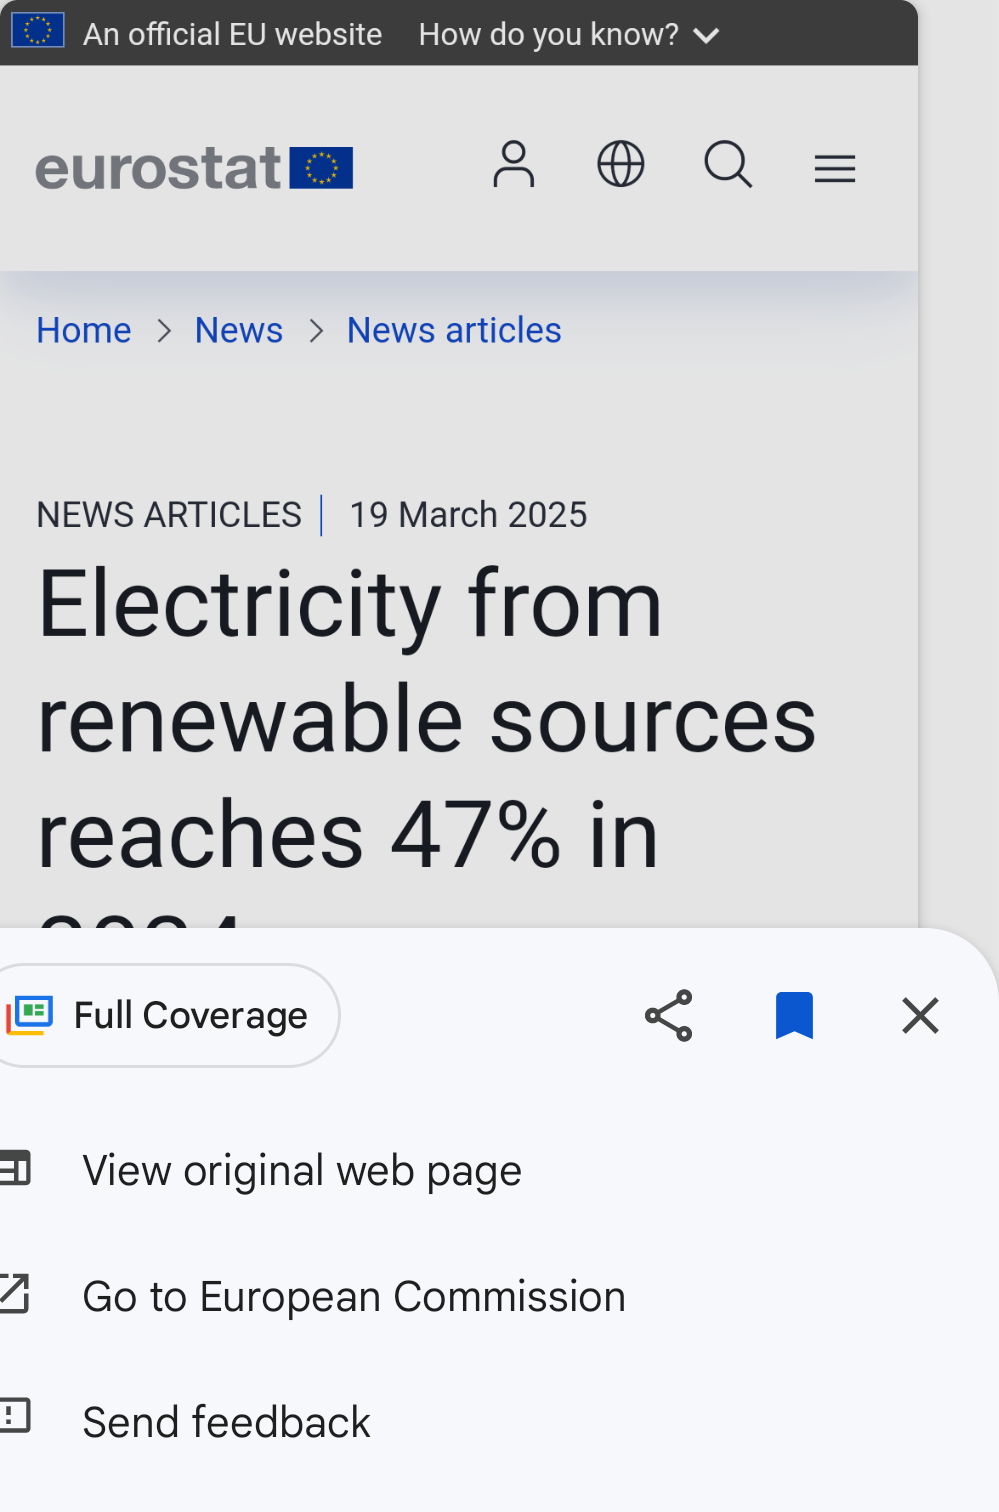 An official EU website How do you know?
eurostat
Home > News > News articles
NEWS ARTICLES | 19 March 2025
Electricity from
renewable sources
reaches 47% in
Full Coverage
View original web page
Go to European Commission
Send feedback